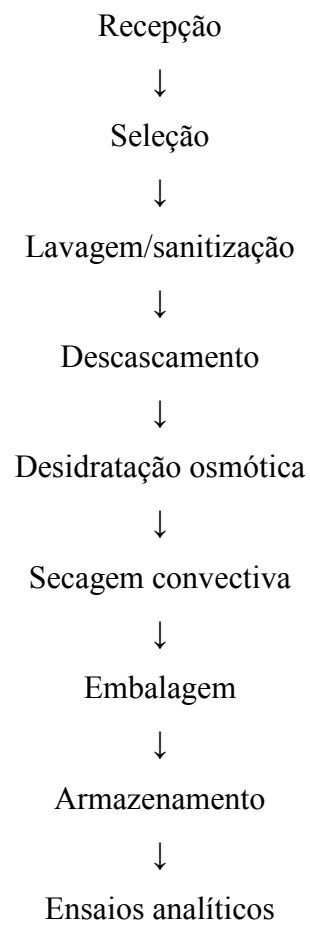 Recepção
↓
Seleção
↓
Lavagem/sanitização
↓
Descascamento
↓
Desidratação osmótica
↓
Secagem convectiva
↓
Embalagem
↓
Armazenamento
↓
Ensaios analíticos